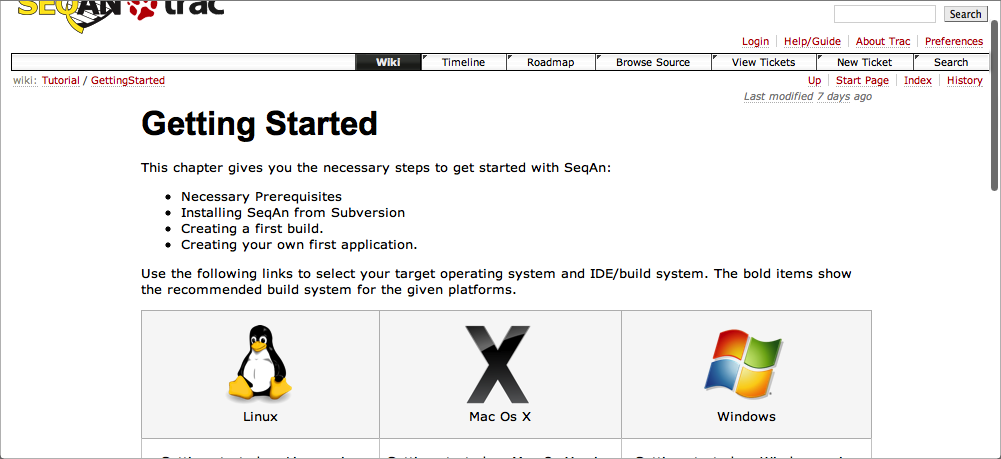 SEQAN trac
Search
Login Help/Guide About Trac Preferences
Wiki Timeline Roadmap Browse Source View Tickets New Ticket Search
wiki: Tutorial / GettingStarted Up Start Page Index History
Last modified 7 days ago
Getting Started
This chapter gives you the necessary steps to get started with SeqAn:
• Necessary Prerequisites
• Installing SeqAn from Subversion
• Creating a first build.
• Creating your own first application.
Use the following links to select your target operating system and IDE/build system. The bold items show
the recommended build system for the given platforms.
Linux Mac Os X Windows